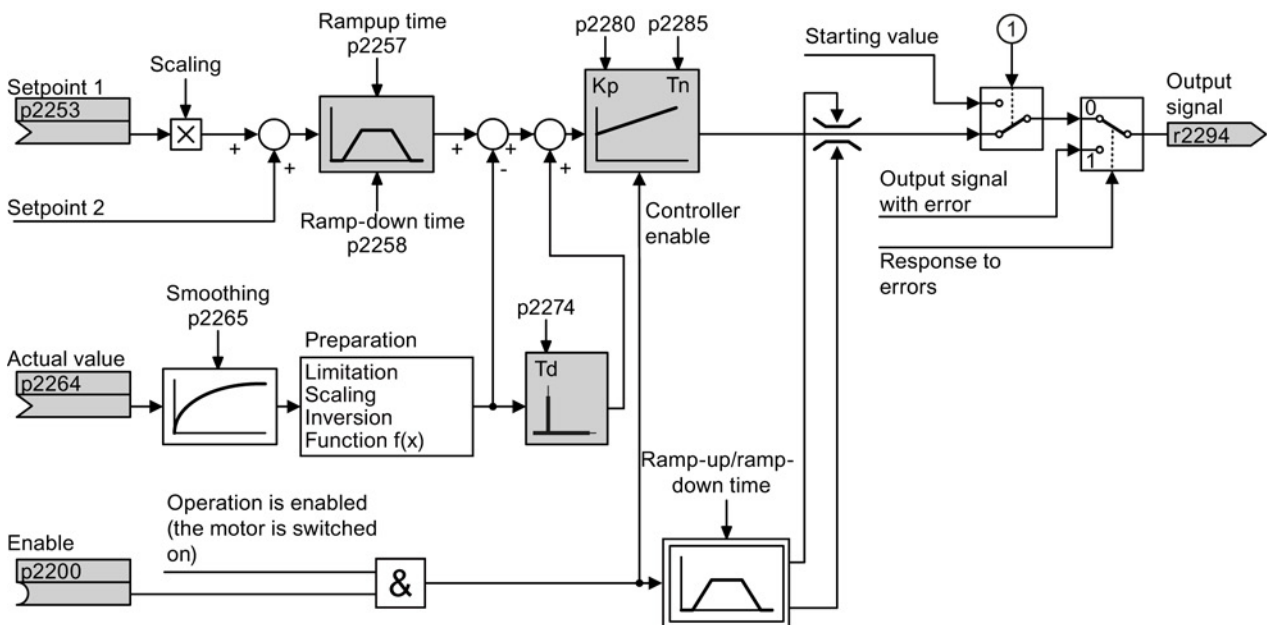 Rampup time
p2257
p2280
p2285
Starting value
1
Scaling
Setpoint 1
p2253
×
+
+
+
-
+
+
Kp
Tn
Output
signal
r2294
0
1
Setpoint 2
Ramp-down time
p2258
Controller
enable
Output signal
with error
Response to
errors
Smoothing
p2265
p2274
Preparation
Actual value
p2264
Limitation
Scaling
Inversion
Function f(x)
Td
Ramp-up/ramp-
down time
Operation is enabled
(the motor is switched
on)
Enable
p2200
&